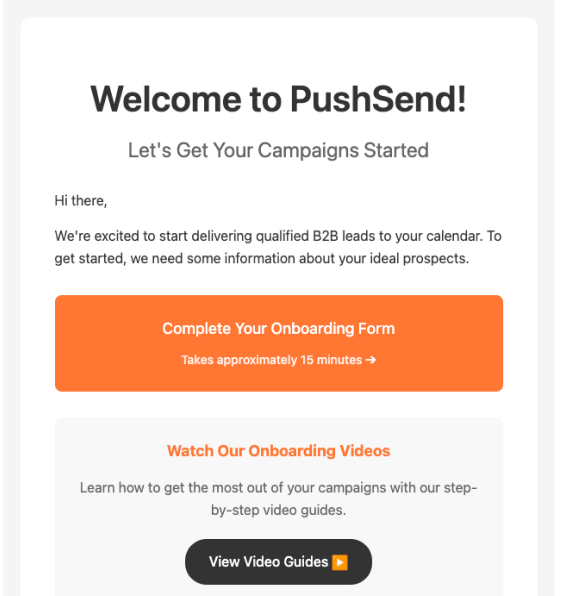 Welcome to PushSend!
Let's Get Your Campaigns Started
Hi there,
We're excited to start delivering qualified B2B leads to your calendar. To
get started, we need some information about your ideal prospects.
Complete Your Onboarding Form
Takes approximately 15 minutes →
Watch Our Onboarding Videos
Learn how to get the most out of your campaigns with our step-
by-step video guides.
View Video Guides ▶️